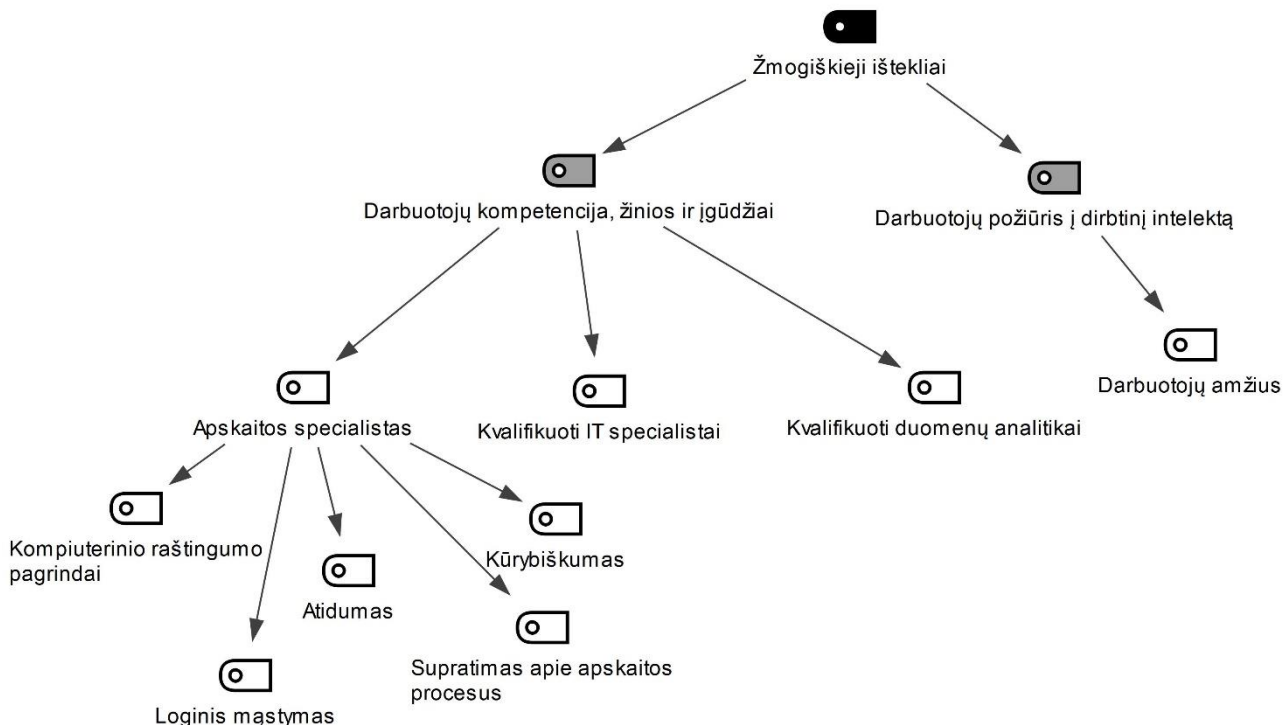 Žmogiškieji ištekliai
Darbuotojų kompetencija, žinios ir įgūdžiai
Darbuotojų požiūris į dirbtinį intelektą
Darbuotojų amžius
Apskaitos specialistas
Kvalifikuoti IT specialistai
Kvalifikuoti duomenų analitikai
Kompiuterinio raštingumo
pagrindai
Kūrybiškumas
Atidumas
Supratimas apie apskaitos
procesus
Loginis mąstymas